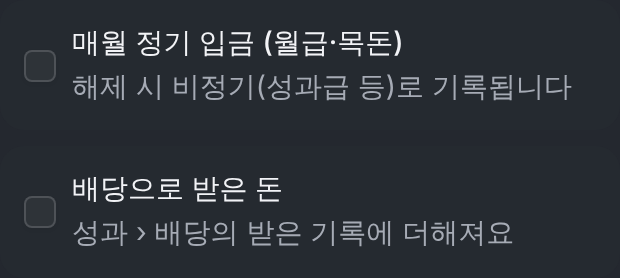 매월 정기 입금 (월급·목돈)
해제 시 비정기(성과급 등)로 기록됩니다
배당으로 받은 돈
성과 › 배당의 받은 기록에 더해져요